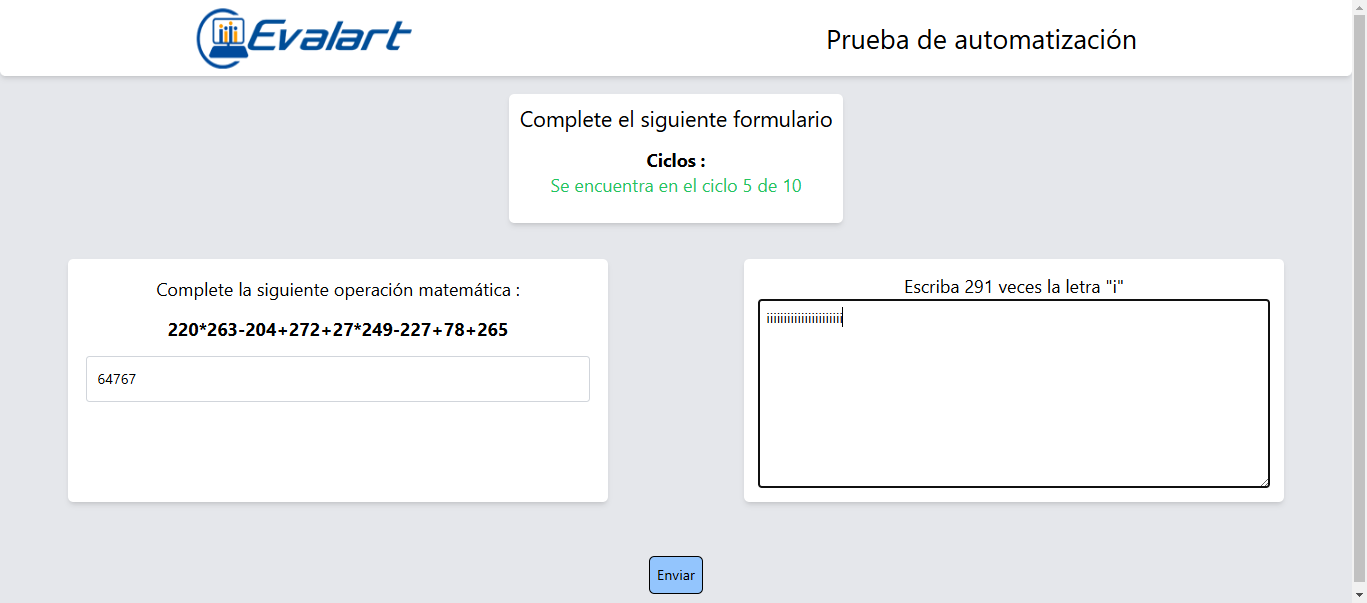 Evalart
Prueba de automatización
Complete el siguiente formulario
Ciclos :
Se encuentra en el ciclo 5 de 10
Complete la siguiente operación matemática :
220*263-204+272+27*249-227+78+265
64767
Escriba 291 veces la letra "i"
iiiiiiiiiiiiiiiiiiiiii
Enviar